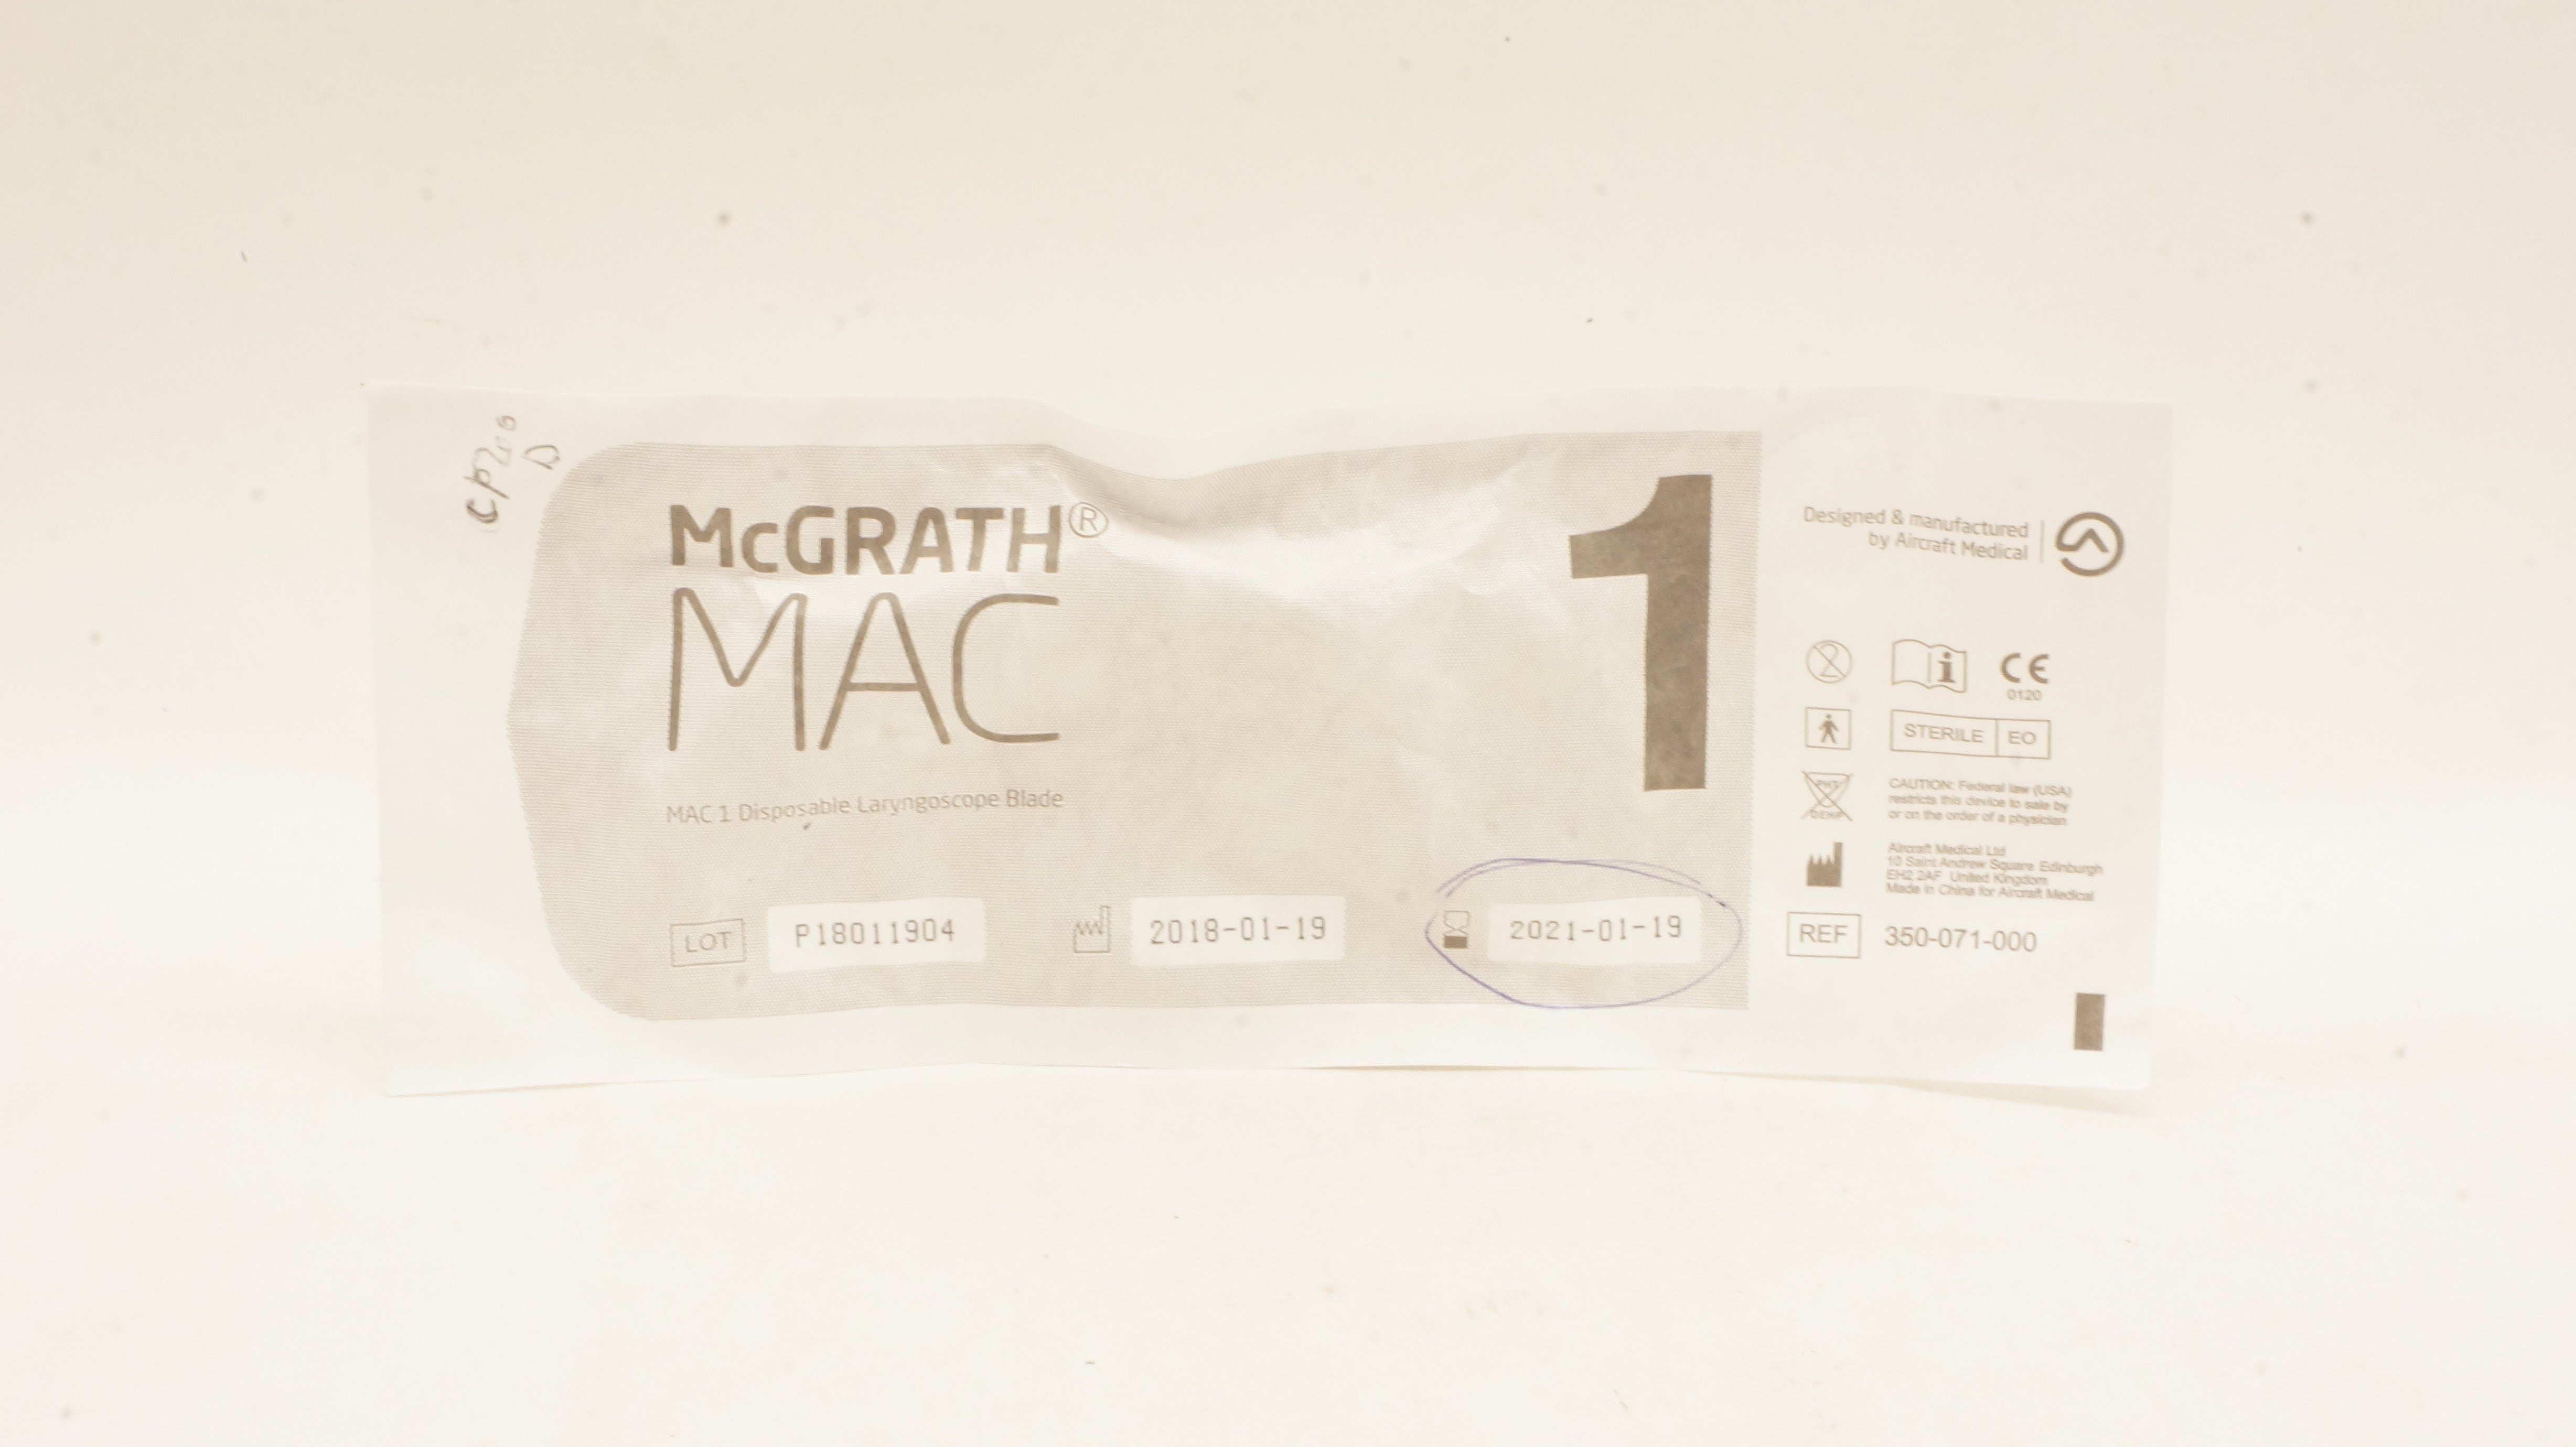 McGRATH®
MAC
MAC 1 Disposable Laryngoscope Blade
LOT P18011904
2018-01-19
2021-01-19
1
Designed & manufactured
by Aircraft Medical
2
i
CE
0120
STERILE EO
PHT
DEHP
CAUTION: Federal law (USA)
restricts this device to sale by
or on the order of a physician
Aircraft Medical Ltd
10 Saint Andrew Square Edinburgh
EH2 2AF United Kingdom
Made in China for Aircraft Medical
REF 350-071-000